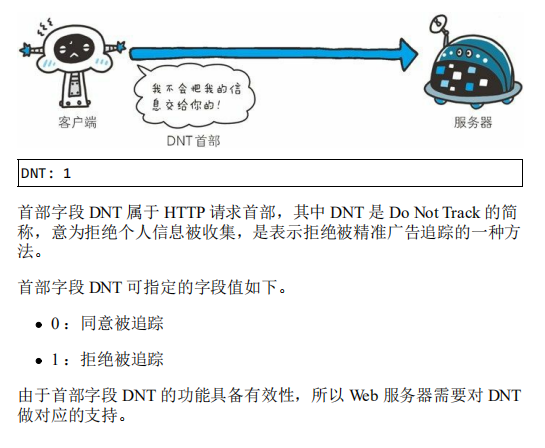 我不会把我的信
息交给你的！
客户端
DNT 首部
服务器
DNT: 1
首部字段 DNT 属于 HTTP 请求首部，其中 DNT 是 Do Not Track 的简
称，意为拒绝个人信息被收集，是表示拒绝被精准广告追踪的一种方
法。
首部字段 DNT 可指定的字段值如下。
● 0 ：同意被追踪
● 1 ：拒绝被追踪
由于首部字段 DNT 的功能具备有效性，所以 Web 服务器需要对 DNT
做对应的支持。